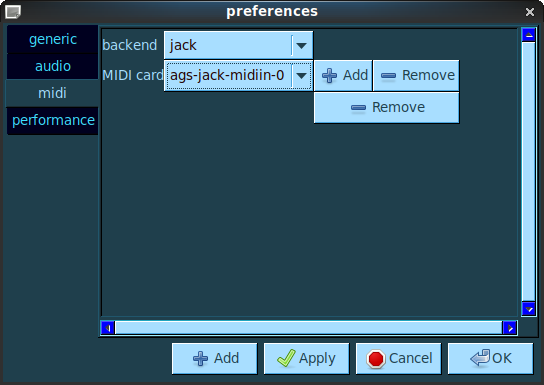 preferences
generic
audio
midi
performance
backend jack
MIDI card ags-jack-midiin-0 Add Remove
Remove
Add Apply Cancel OK